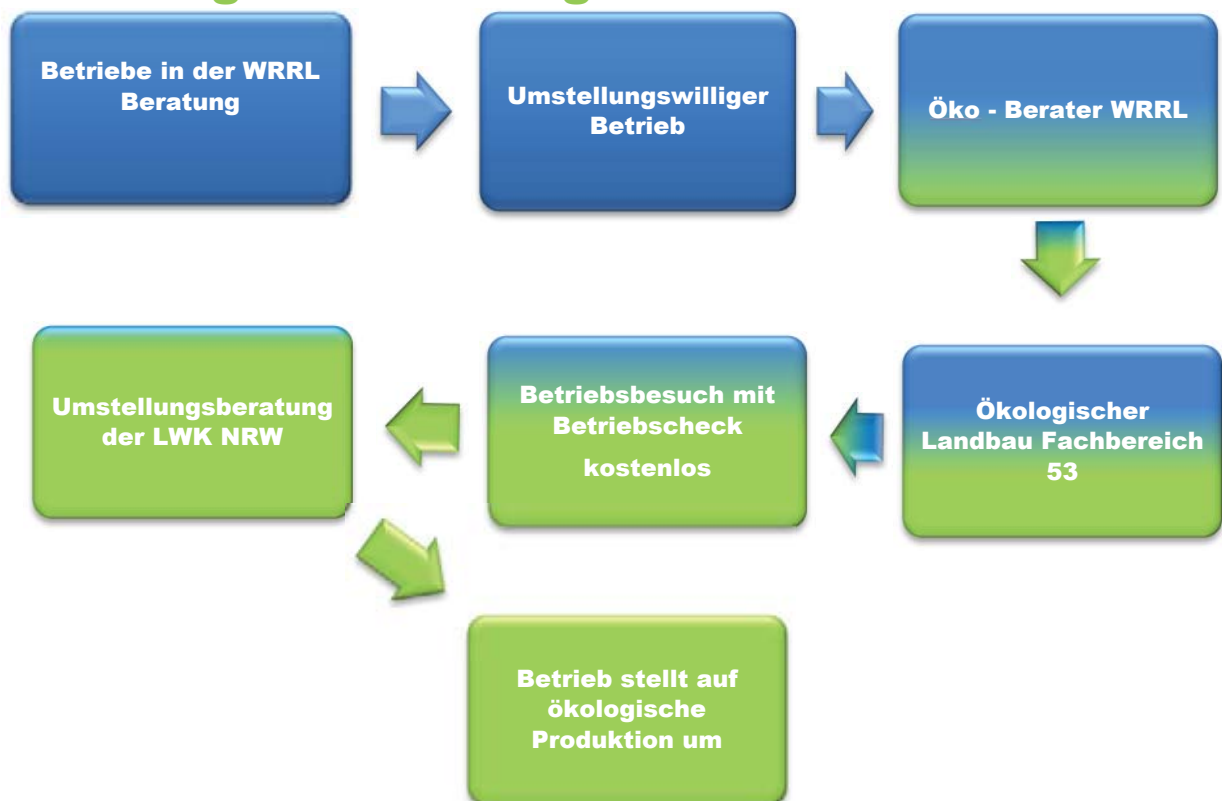 Betriebe in der WRRL
Beratung
Umstellungswilliger
Betrieb
Öko - Berater WRRL
Ökologischer
Landbau Fachbereich
53
Betriebsbesuch mit
Betriebscheck
kostenlos
Umstellungsberatung
der LWK NRW
Betrieb stellt auf
ökologische
Produktion um